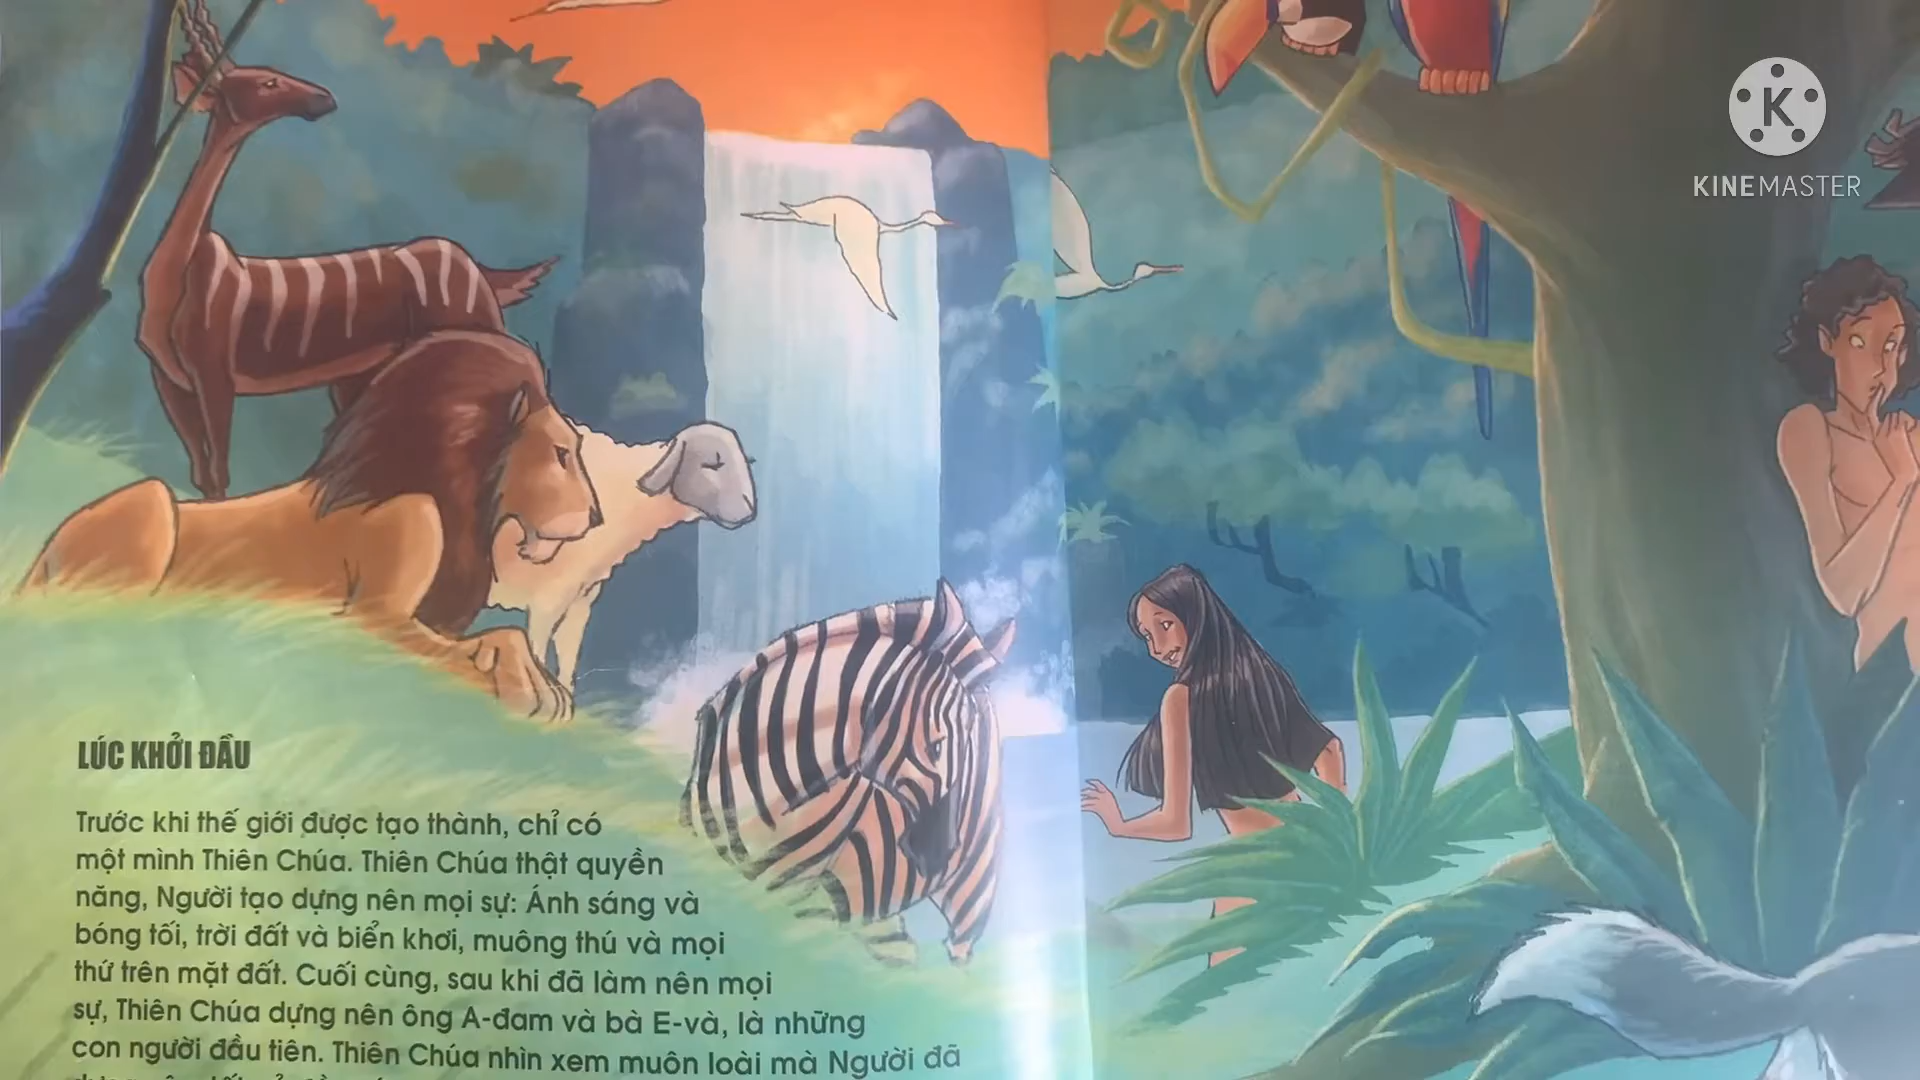 KINEMASTER
LÚC KHỞI ĐẦU
Trước khi thế giới được tạo thành, chỉ có
một mình Thiên Chúa. Thiên Chúa thật quyền
năng, Người tạo dựng nên mọi sự: Ánh sáng và
bóng tối, trời đất và biển khơi, muông thú và mọi
thứ trên mặt đất. Cuối cùng, sau khi đã làm nên mọi
sự, Thiên Chúa dựng nên ông A-đam và bà E-và, là những
con người đầu tiên. Thiên Chúa nhìn xem muôn loài mà Người đã